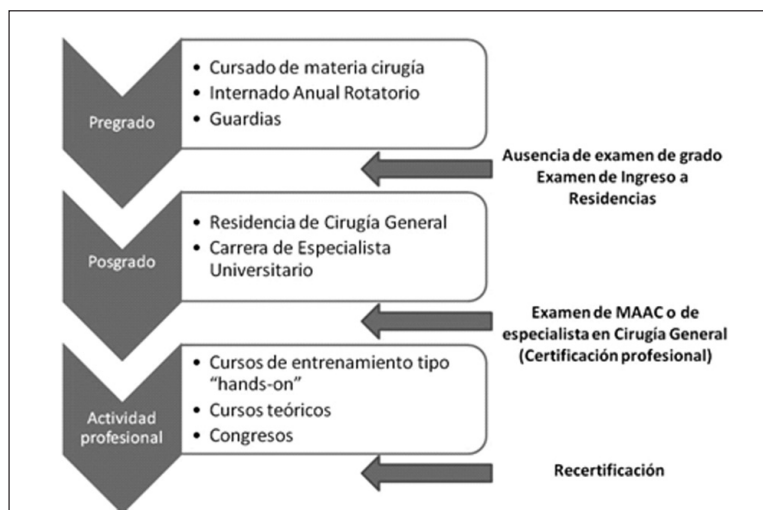 Pregrado
• Cursado de materia cirugía
• Internado Anual Rotatorio
• Guardias
Ausencia de examen de grado
Examen de Ingreso a
Residencias
Posgrado
• Residencia de Cirugía General
• Carrera de Especialista
Universitario
Examen de MAAC o de
especialista en Cirugía General
(Certificación profesional)
Actividad
profesional
• Cursos de entrenamiento tipo
“hands-on”
• Cursos teóricos
• Congresos
Recertificación